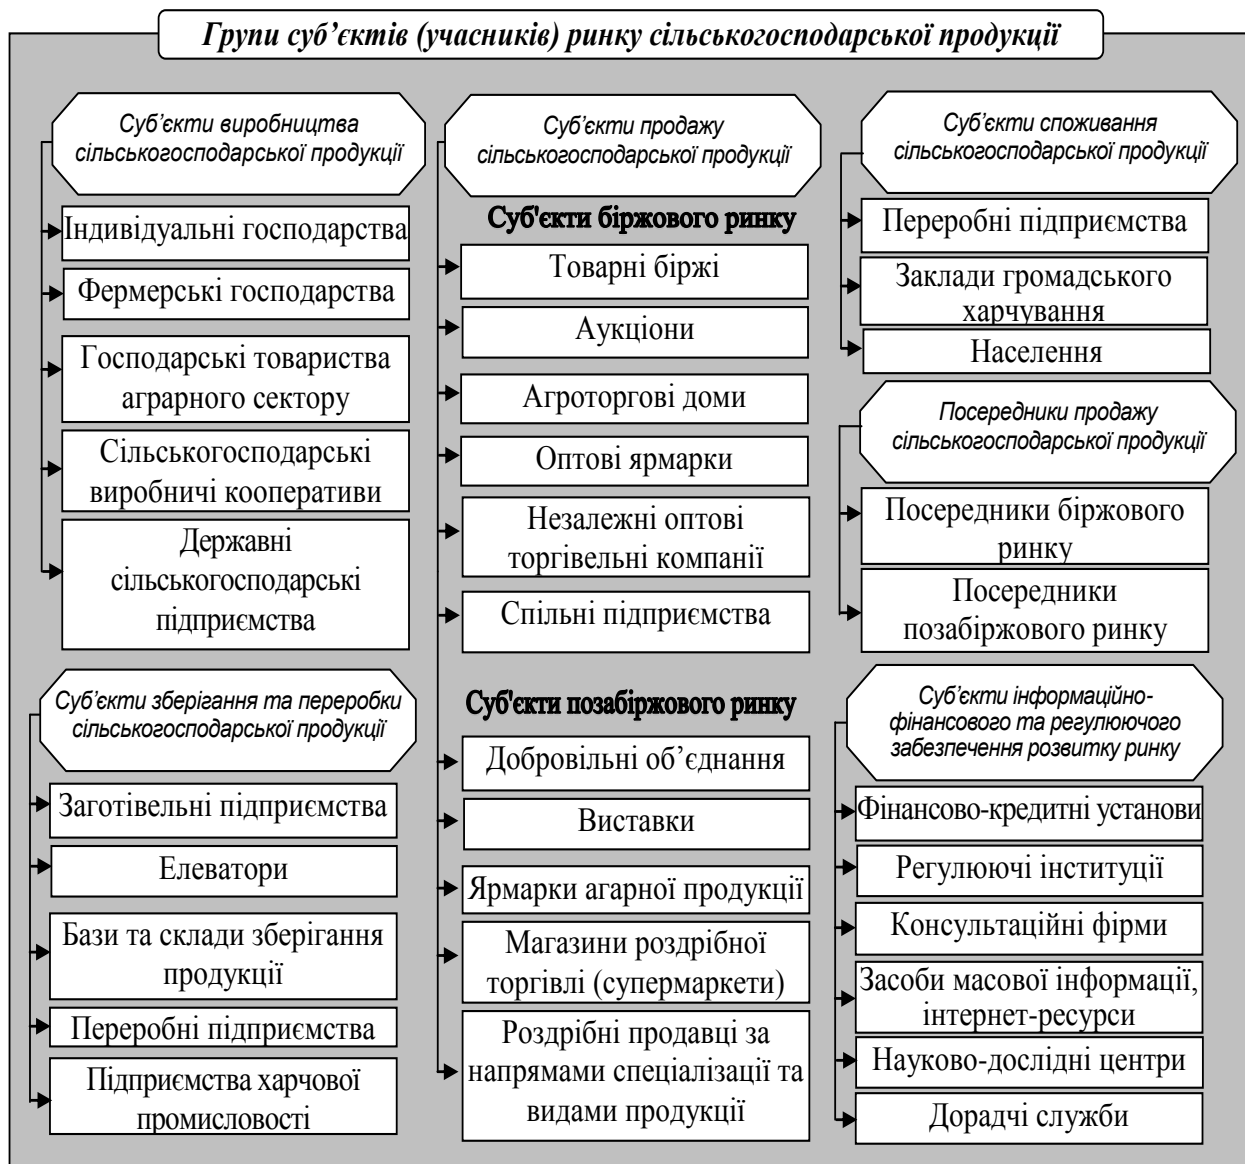 Групи суб’єктів (учасників) ринку сільськогосподарської продукції
Суб’єкти виробництва
сільськогосподарської продукції
Індивідуальні господарства
Фермерські господарства
Господарські товариства
аграрного сектору
Сільськогосподарські
виробничі кооперативи
Державні
сільськогосподарські
підприємства
Суб’єкти зберігання та переробки
сільськогосподарської продукції
Заготівельні підприємства
Елеватори
Бази та склади зберігання
продукції
Переробні підприємства
Підприємства харчової
промисловості
Суб’єкти продажу
сільськогосподарської продукції
Суб'єкти біржового ринку
Товарні біржі
Аукціони
Агроторгові доми
Оптові ярмарки
Незалежні оптові
торгівельні компанії
Спільні підприємства
Суб'єкти позабіржового ринку
Добровільні об’єднання
Виставки
Ярмарки агарної продукції
Магазини роздрібної
торгівлі (супермаркети)
Роздрібні продавці за
напрямами спеціалізації та
видами продукції
Суб’єкти споживання
сільськогосподарської продукції
Переробні підприємства
Заклади громадського
харчування
Населення
Посередники продажу
сільськогосподарської продукції
Посередники біржового
ринку
Посередники
позабіржового ринку
Суб’єкти інформаційно-
фінансового та регулюючого
забезпечення розвитку ринку
Фінансово-кредитні установи
Регулюючі інституції
Консультаційні фірми
Засоби масової інформації,
інтернет-ресурси
Науково-дослідні центри
Дорадчі служби